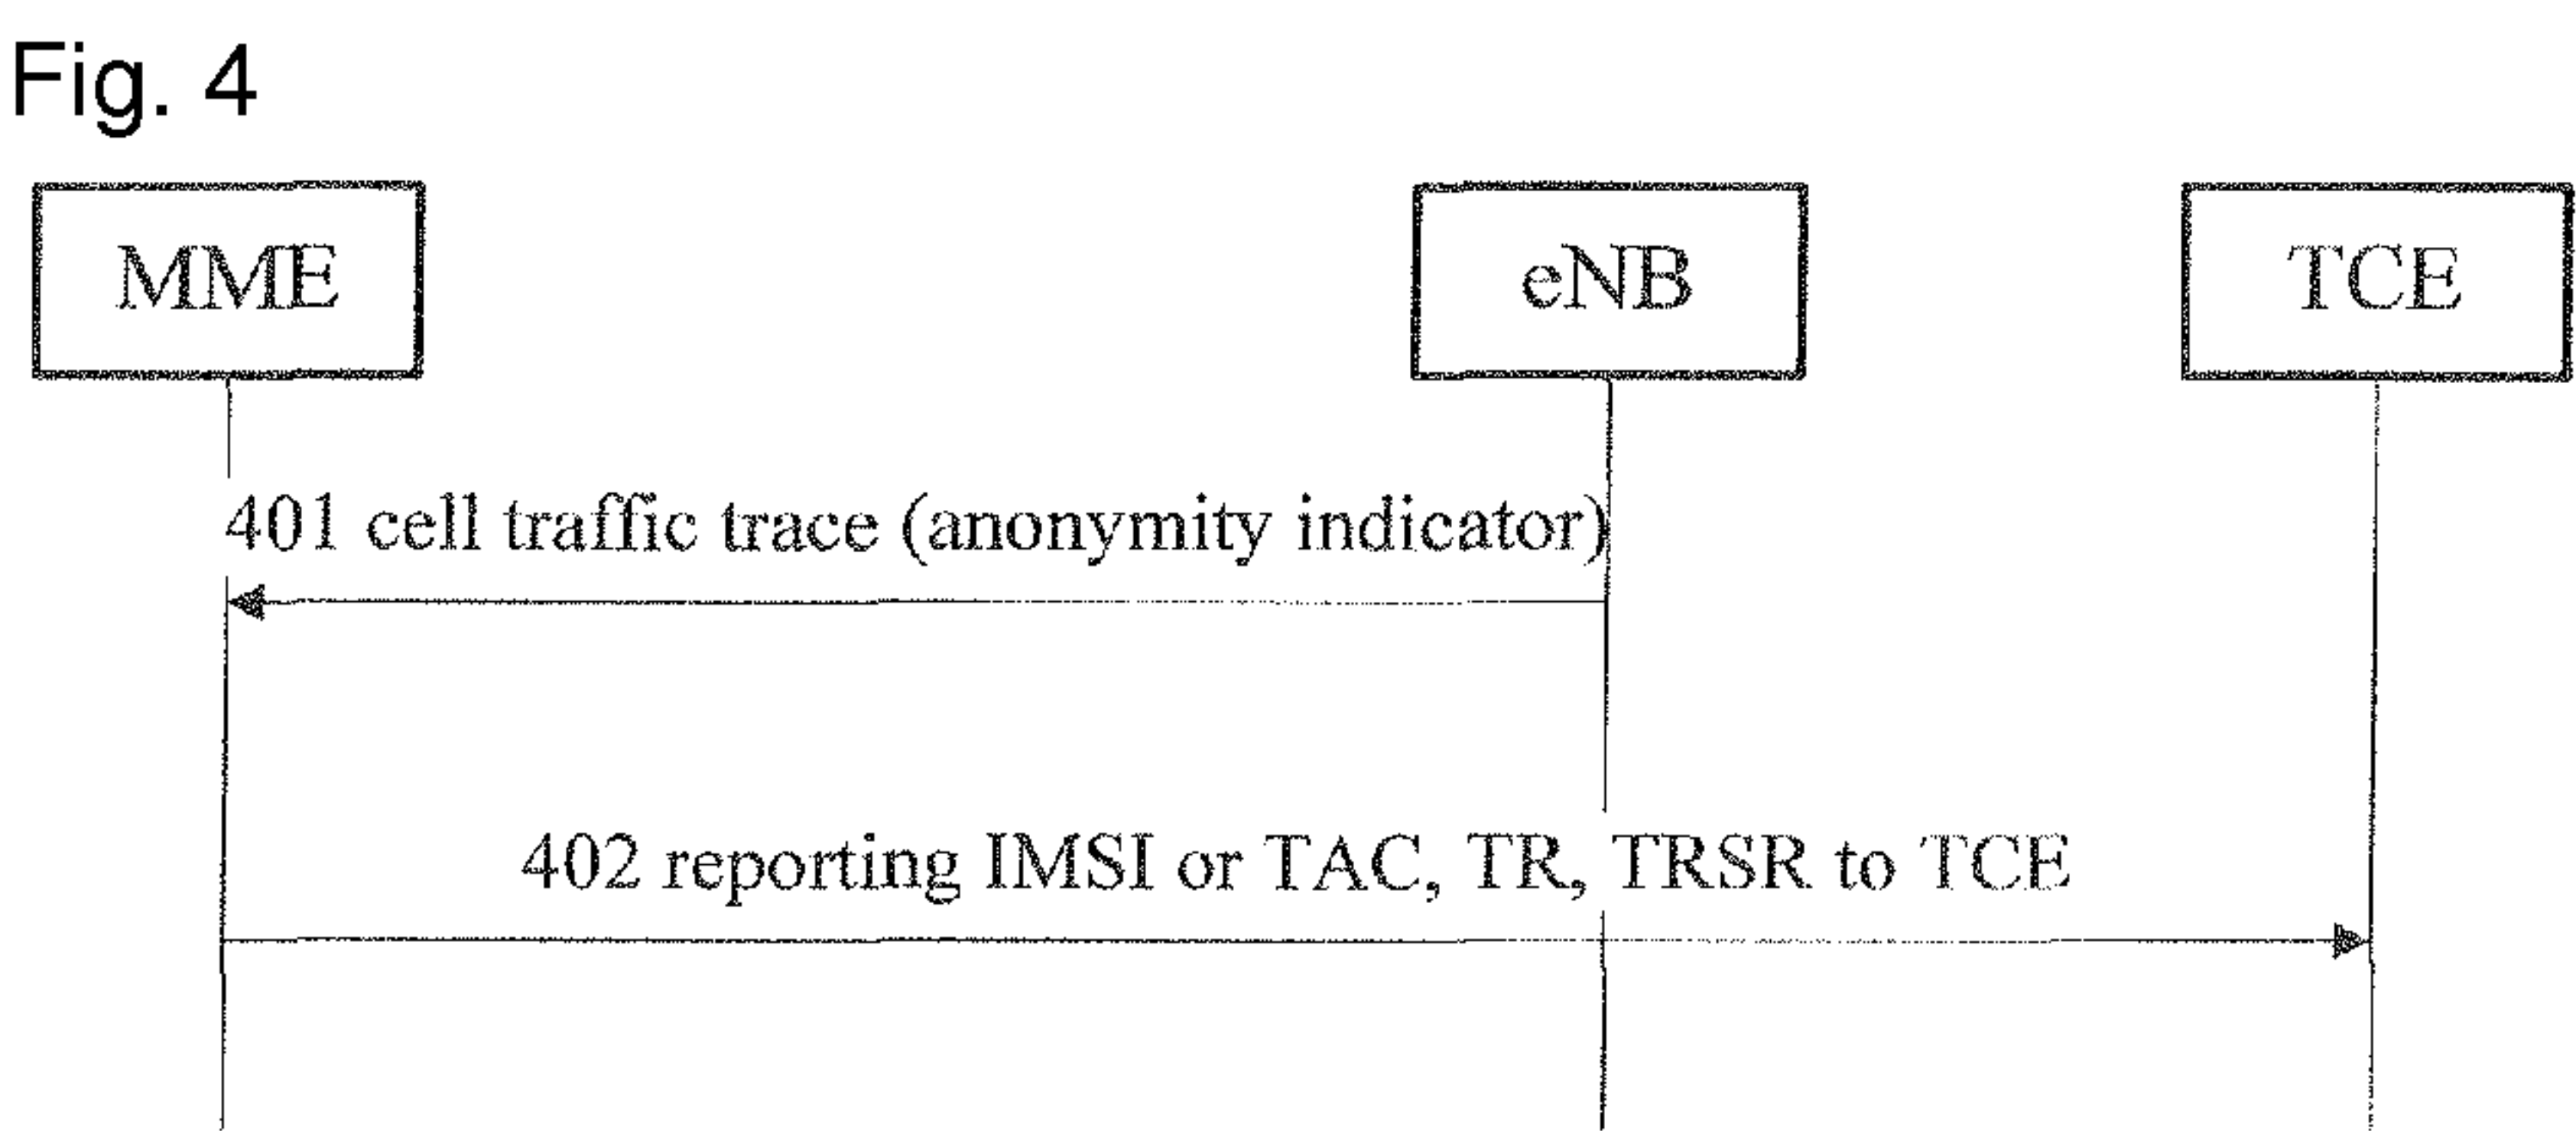 Fig. 4
MME eNB TCE
401 cell traffic trace (anonymity indicator)
402 reporting IMSI or TAC, TR, TRSR to TCE